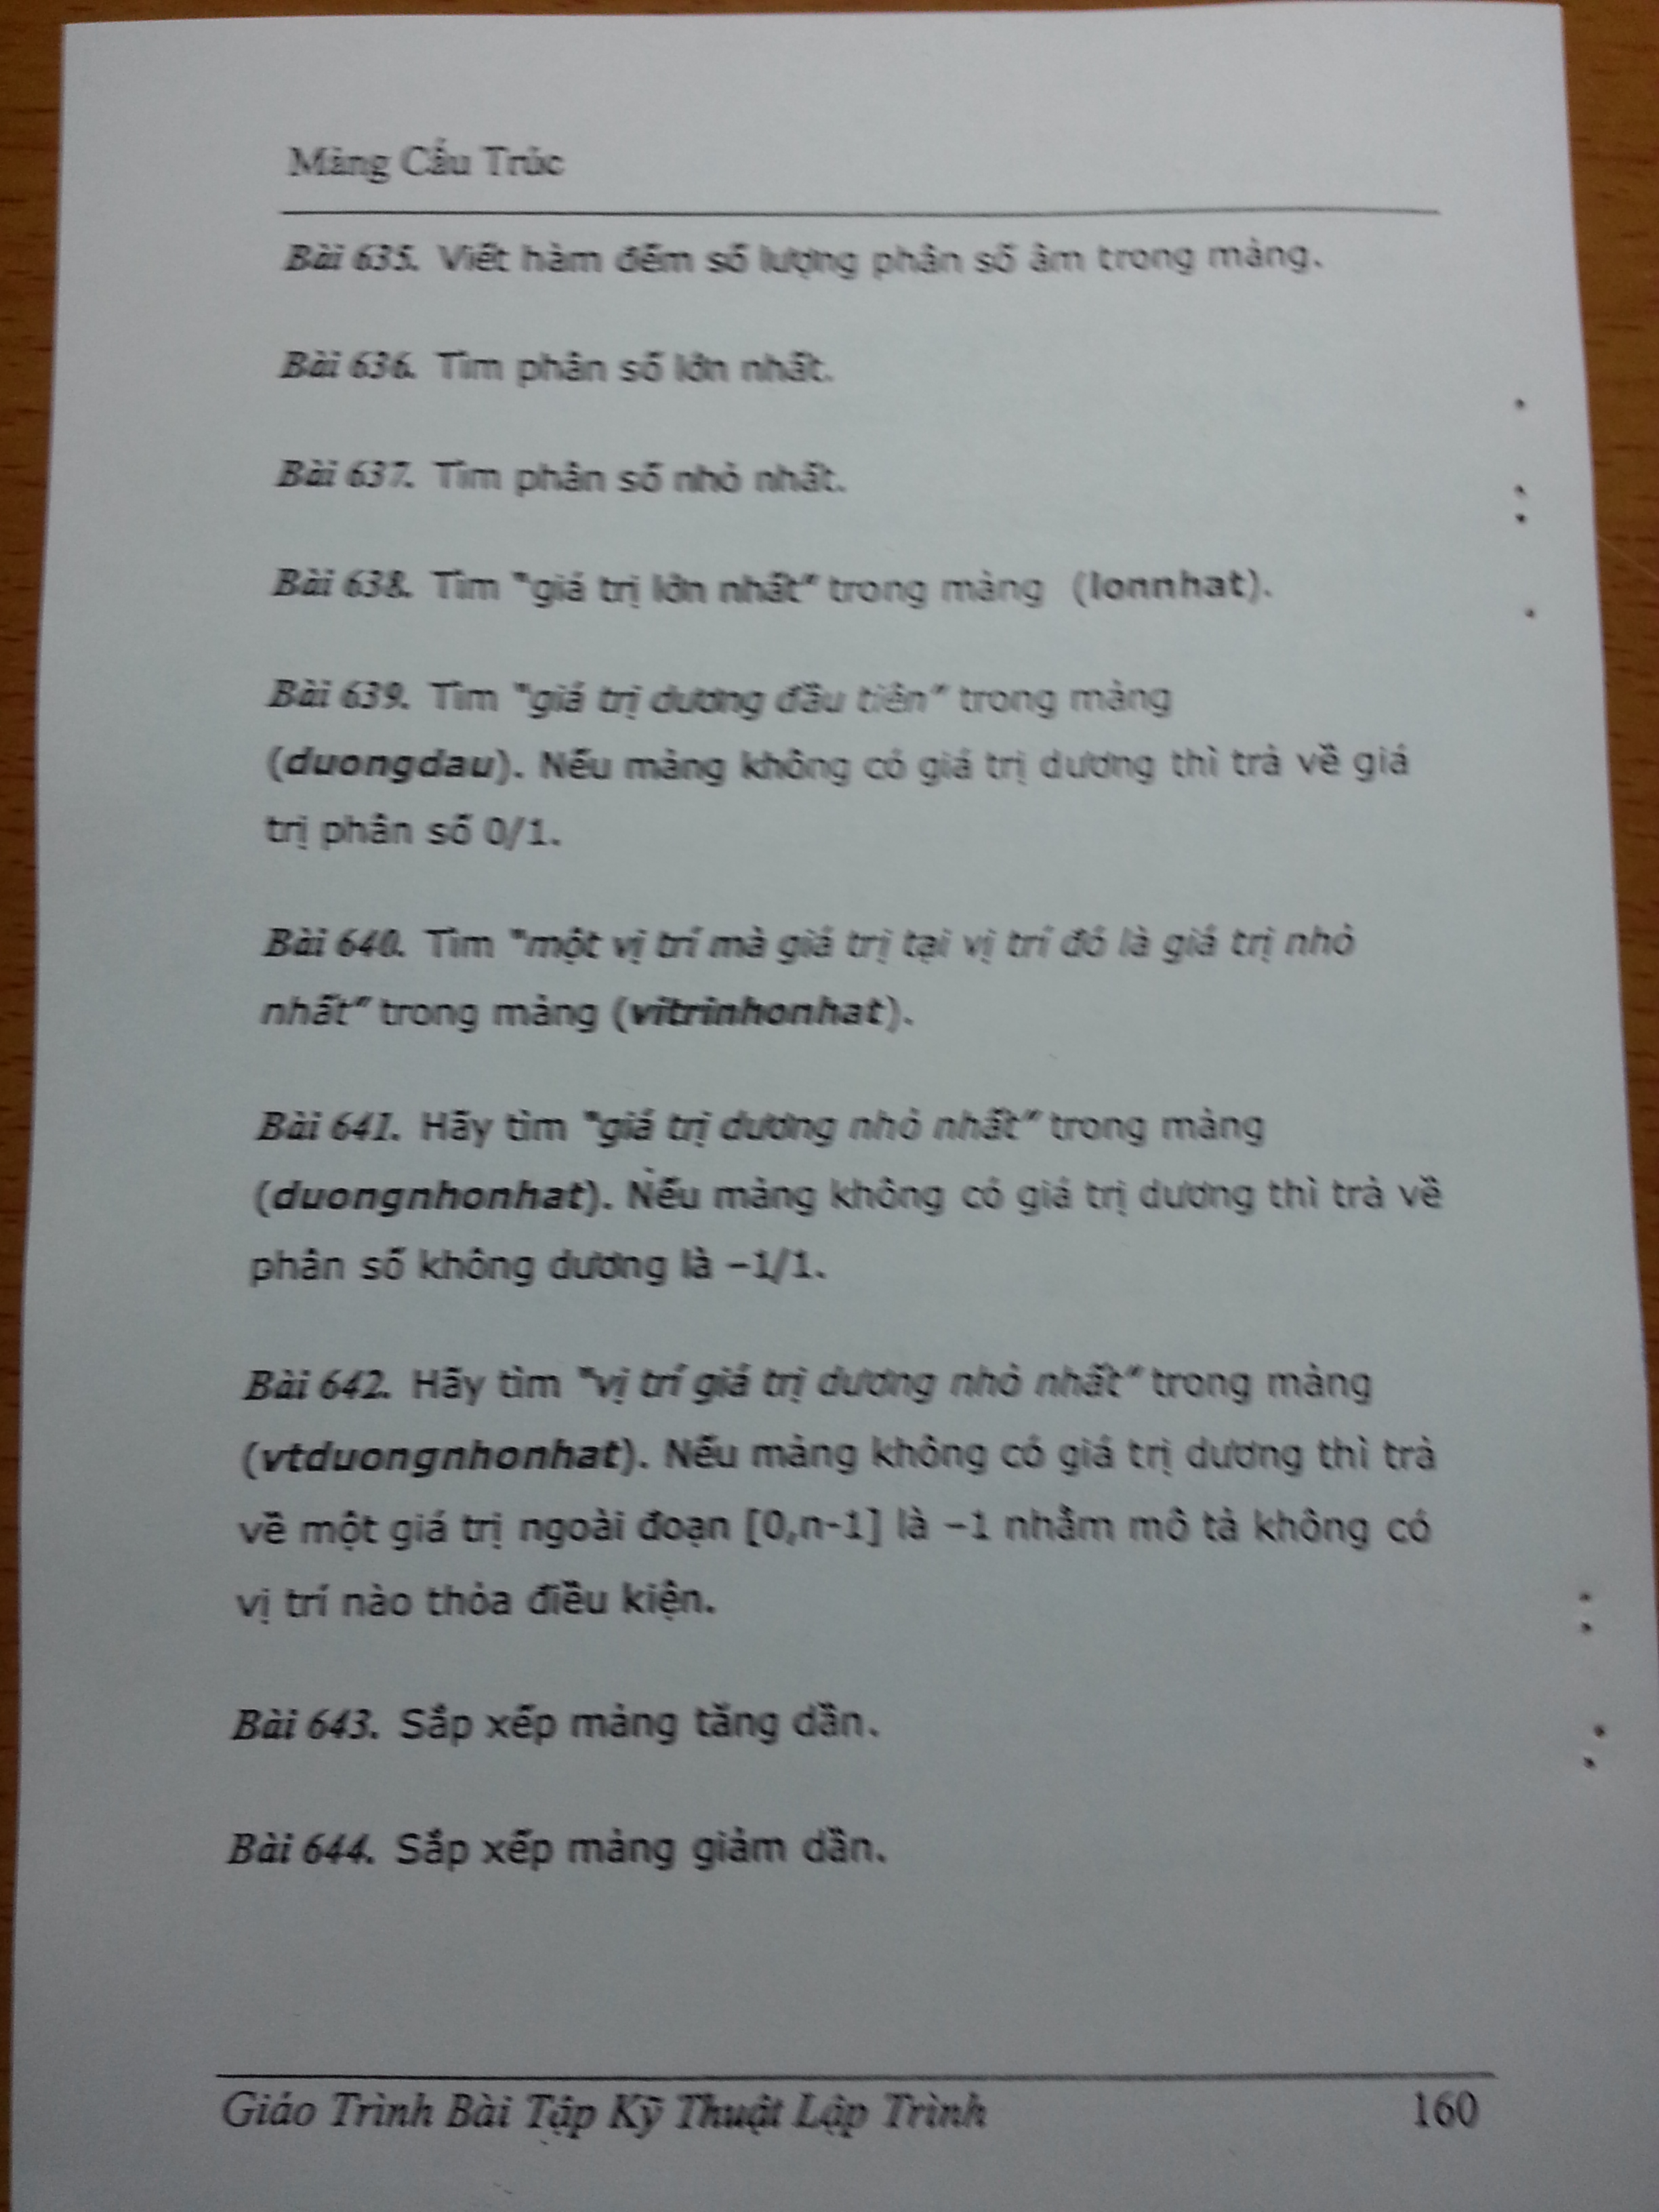 Mảng Cấu Trúc
Bài 635. Viết hàm đếm số lượng phân số âm trong mảng.
Bài 636. Tìm phân số lớn nhất.
Bài 637. Tìm phân số nhỏ nhất.
Bài 638. Tìm "giá trị lớn nhất" trong mảng (lonnhat).
Bài 639. Tìm "giá trị dương đầu tiên" trong mảng
(duongdau). Nếu mảng không có giá trị dương thì trả về giá
trị phân số 0/1.
Bài 640. Tìm "một vị trí mà giá trị tại vị trí đó là giá trị nhỏ
nhất" trong mảng (vitrinhonhat).
Bài 641. Hãy tìm "giá trị dương nhỏ nhất" trong mảng
(duongnhonhat). Nếu mảng không có giá trị dương thì trả về
phân số không dương là –1/1.
Bài 642. Hãy tìm "vị trí giá trị dương nhỏ nhất" trong mảng
(vtduongnhonhat). Nếu mảng không có giá trị dương thì trả
về một giá trị ngoài đoạn [0,n-1] là –1 nhằm mô tả không có
vị trí nào thỏa điều kiện.
Bài 643. Sắp xếp mảng tăng dần.
Bài 644. Sắp xếp mảng giảm dần.
Giáo Trình Bài Tập Kỹ Thuật Lập Trình 160